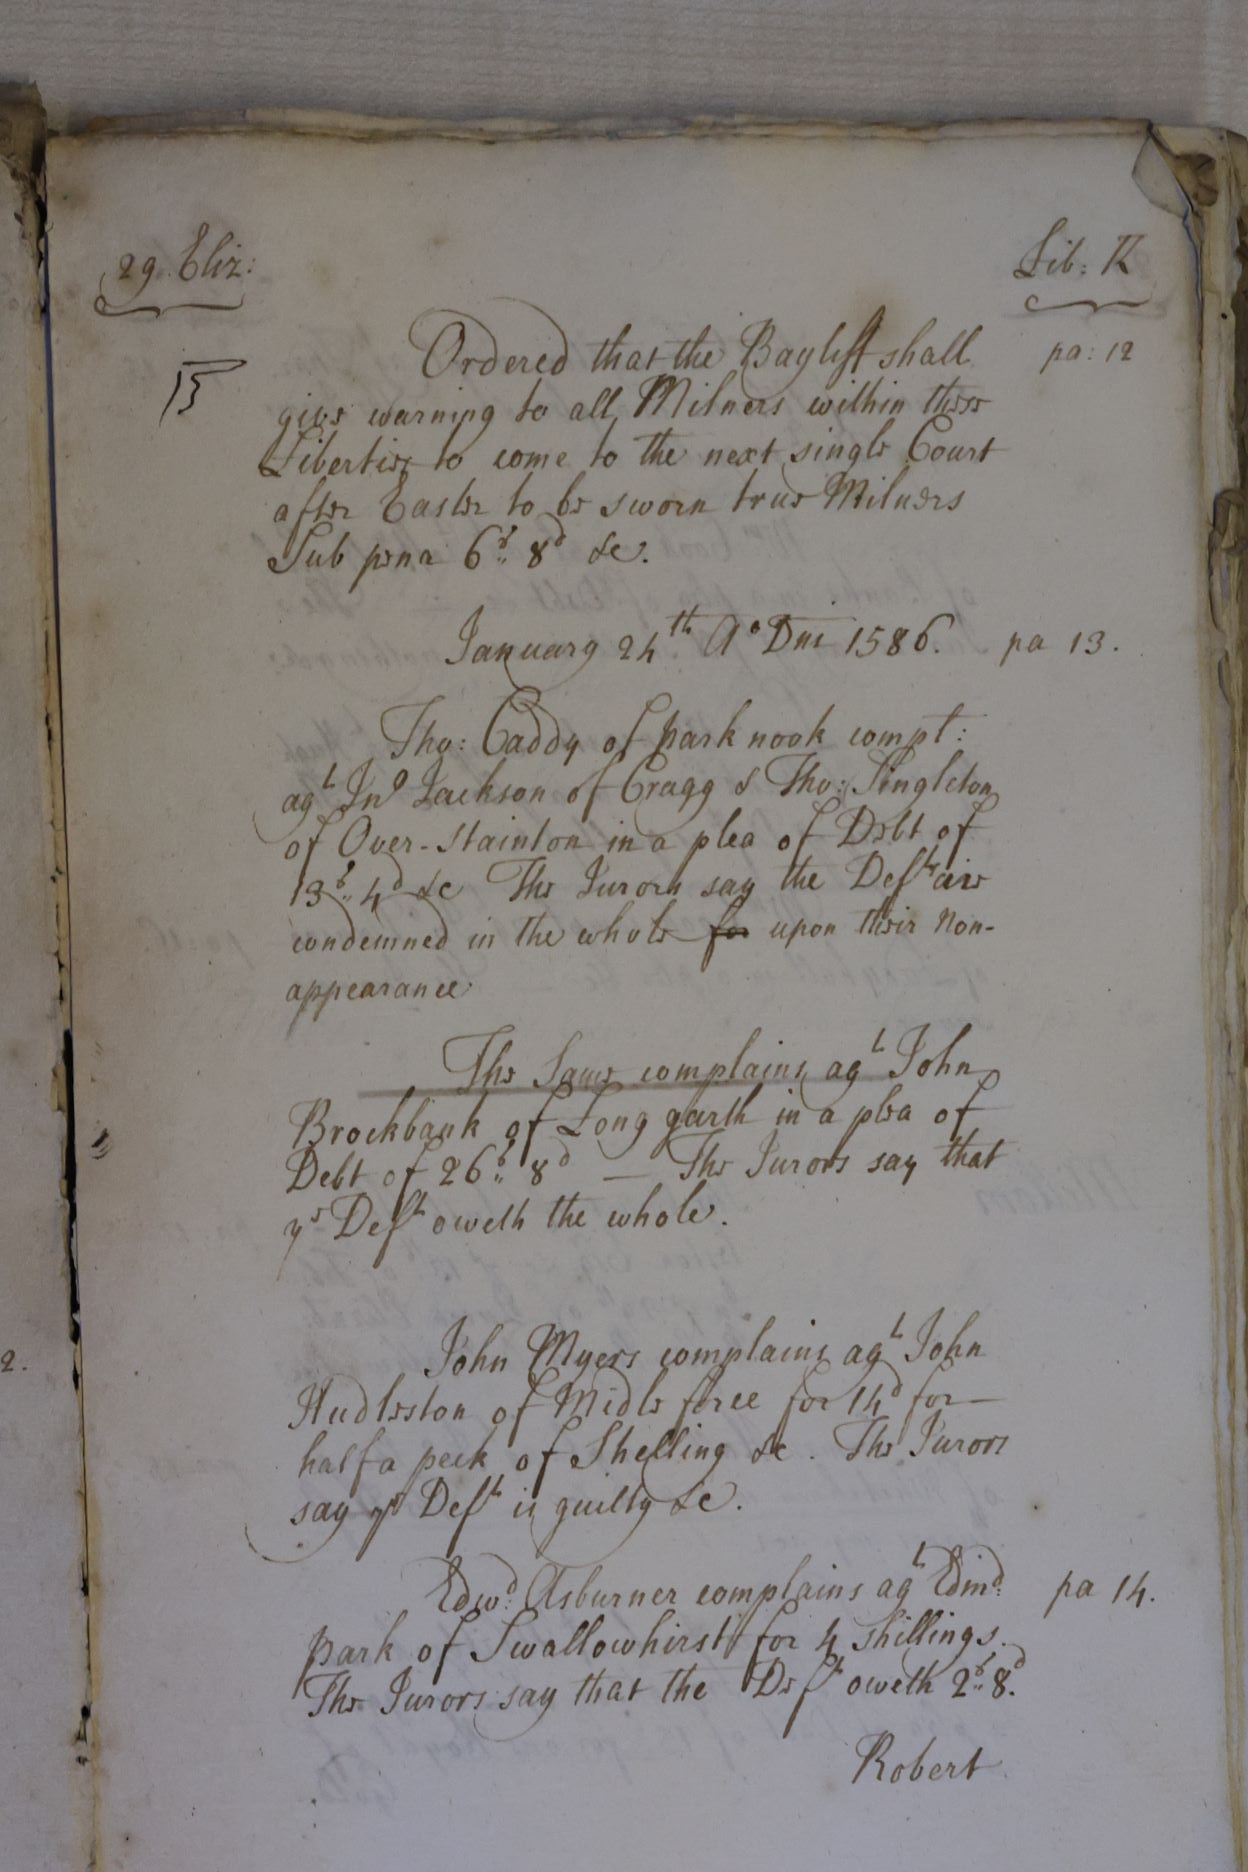 29. Eliz:
Lib: K
Ordered that the Bayliff shall
pa: 12
give warning to all Milners within these
Liberties to come to the next single Court
after Easter to be sworn true Milners
Sub pena 6s.. 8d &c.
January 24th Ao Dni 1586.
pa 13.
Tho: Caddy of park nook compt:
agt Jno Jackson of Cragg & Tho: Singleton
of Over-stainton in a plea of Debt of
13s.. 4d &c The Jurors say the Defts are
condemned in the whole for upon their Non-
appearance
The Same complains agt John
Brockbank of Long garth in a plea of
Debt of 26s.. 8d — The Jurors say that
ye Deft oweth the whole.
John Myers complains agt John
Hudleston of Midle force for 14d for—
half a peck of Shelling &c. The Jurors
say ye Deft is guilty &c.
2.
Edwd: Asburner complains agt Edmd:
pa 14.
park of Swallowhirst for 4 shillings.
The Jurors say that the Deft oweth 2s.. 8d.
Robert